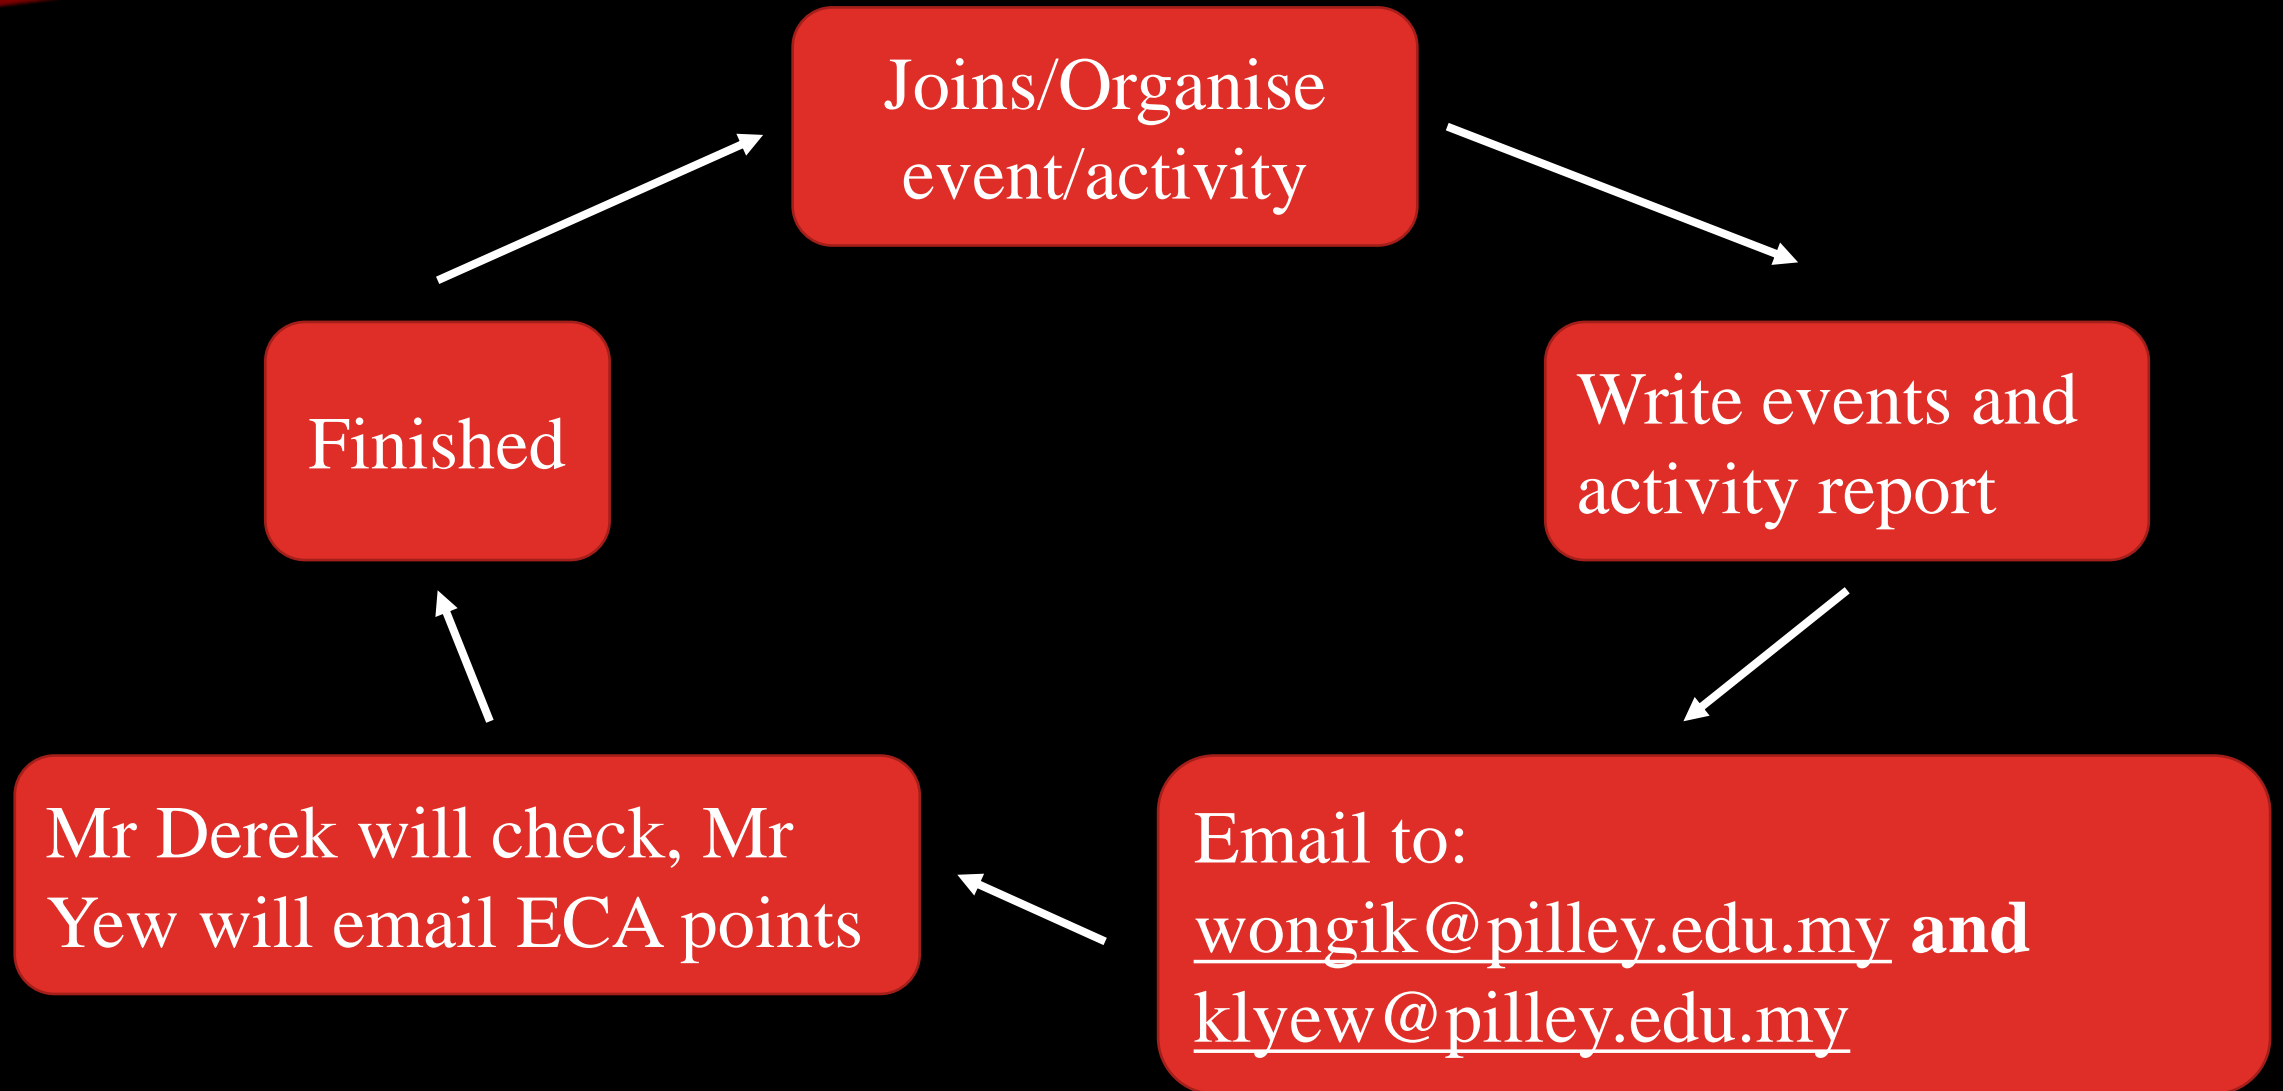 Joins/Organise
event/activity
Write events and
activity report
Email to:
wongik@pilley.edu.my and
klyew@pilley.edu.my
Mr Derek will check, Mr
Yew will email ECA points
Finished